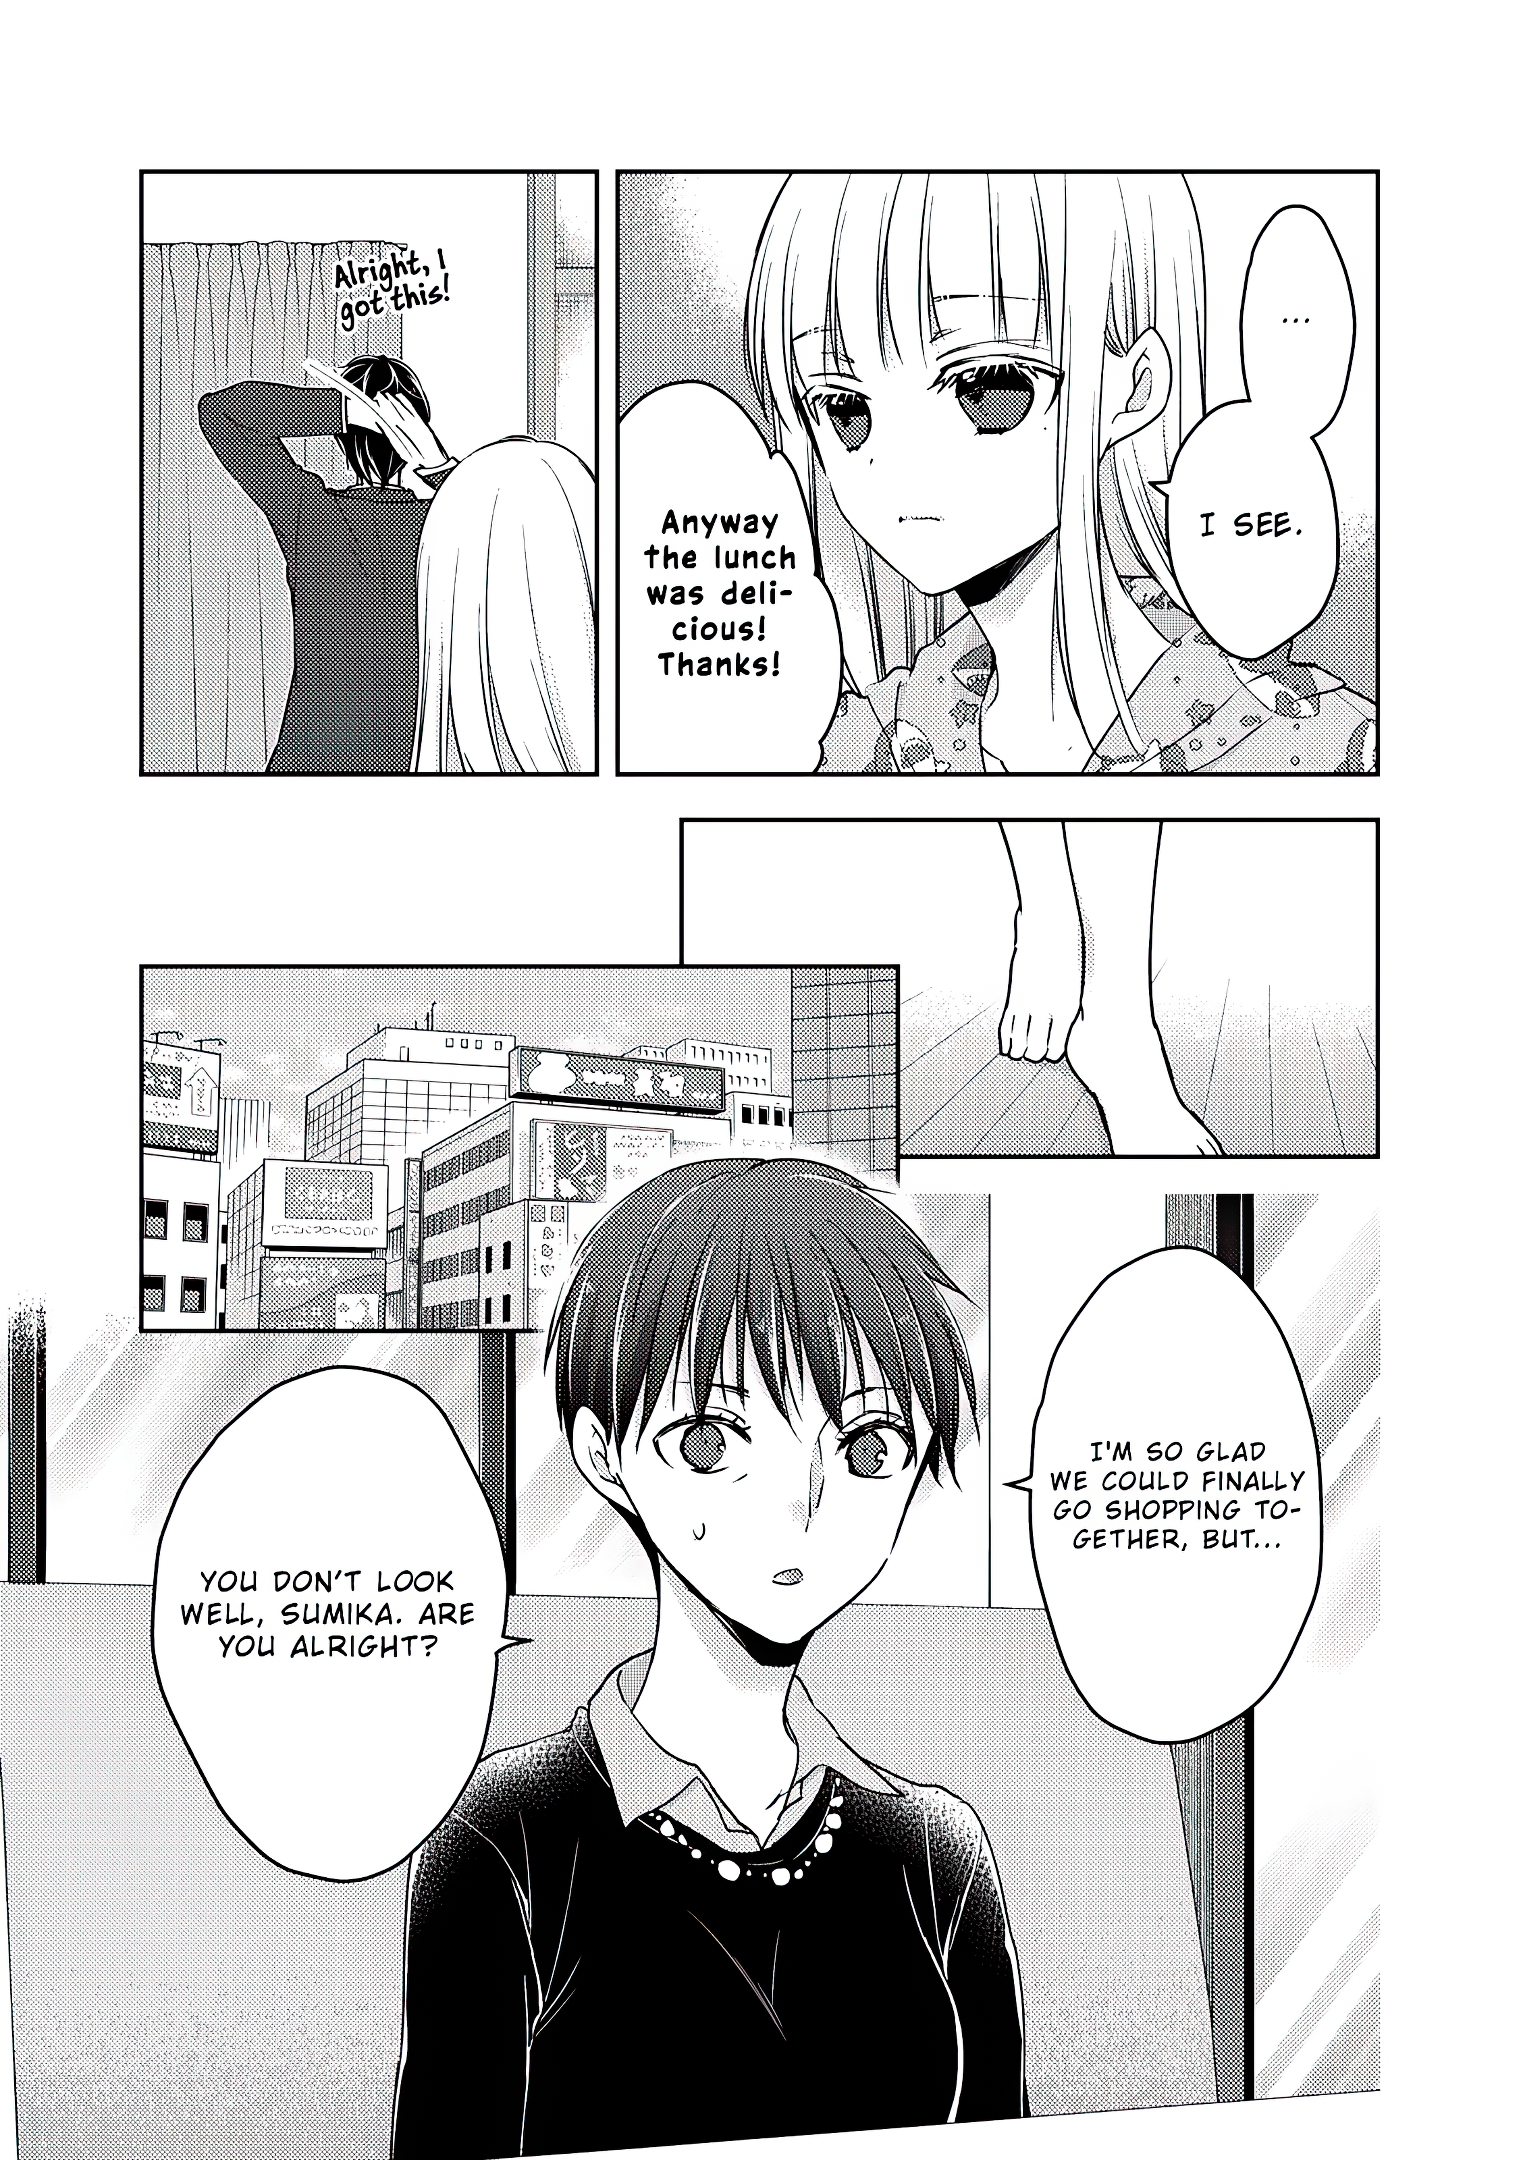 ...
I SEE.
Anyway
the lunch
was deli-
cious!
Thanks!
Alright, I
got this!
I'M SO GLAD
WE COULD FINALLY
GO SHOPPING TO-
GETHER, BUT...
YOU DON'T LOOK
WELL, SUMIKA. ARE
YOU ALRIGHT?